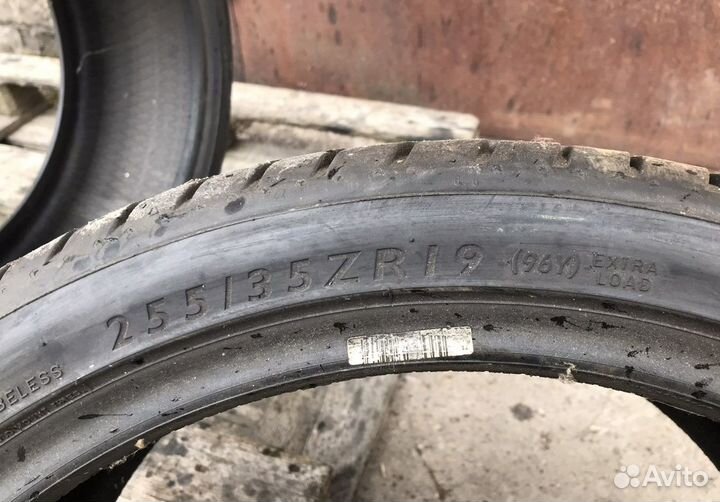 255/35ZR19 (96Y) EXTRA
LOAD
BELESS
Avito